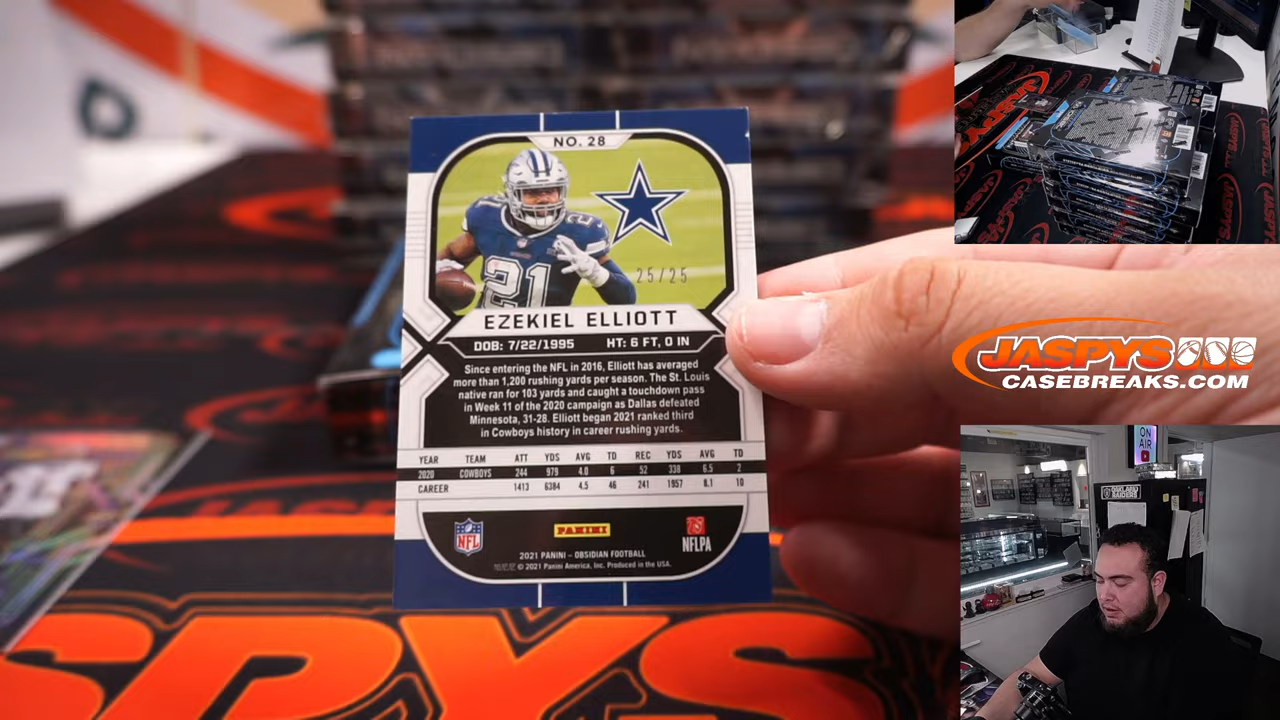 NO. 28
21
25/25
EZEKIEL ELLIOTT
DOB: 7/22/1995 HT: 6 FT, 0 IN
Since entering the NFL in 2016, Elliott has averaged
more than 1,200 rushing yards per season. The St. Louis
native ran for 103 yards and caught a touchdown pass
in Week 11 of the 2020 campaign as Dallas defeated
Minnesota, 31-28. Elliott began 2021 ranked third
in Cowboys history in career rushing yards.
YEAR TEAM ATT YDS AVG TD REC YDS AVG TD
2020 COWBOYS 244 979 4.0 6 52 338 6.5 2
CAREER 1413 6384 4.5 46 241 1957 8.1 10
NFL PANINI NFLPA
2021 PANINI – OBSIDIAN FOOTBALL
© 2021 Panini America, Inc. Produced in the USA.
JASPYS
CASEBREAKS.COM
ON
AIR
OAKLAND
RAIDERS
SPYS